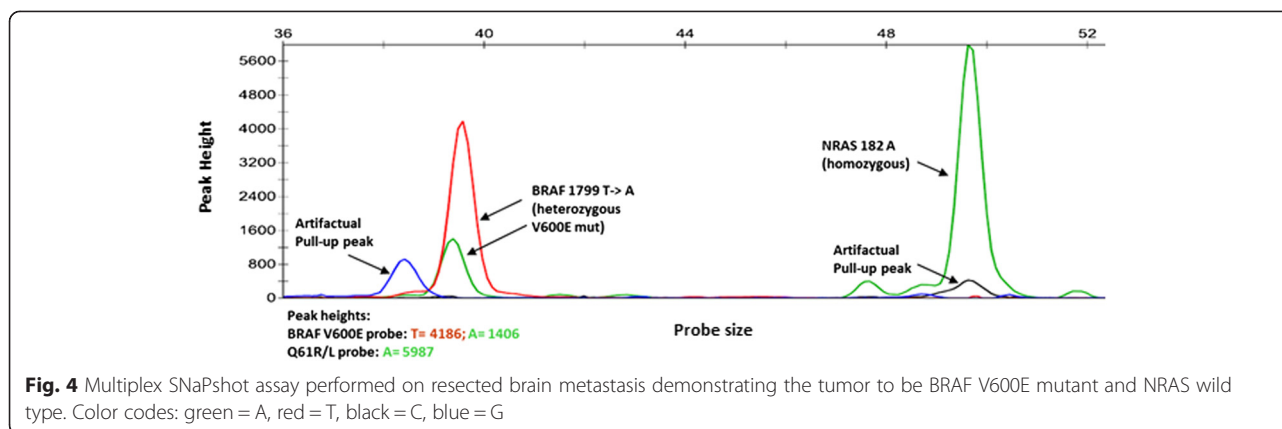 36 40 44 48 52
5600
4800
4000
3200
2400
1600
800
0
Peak Height
Artifactual
Pull-up peak
BRAF 1799 T-> A
(heterozygous
V600E mut)
NRAS 182 A
(homozygous)
Artifactual
Pull-up peak
Peak heights:
BRAF V600E probe: T= 4186; A= 1406
Q61R/L probe: A= 5987
Probe size
Fig. 4 Multiplex SNaPshot assay performed on resected brain metastasis demonstrating the tumor to be BRAF V600E mutant and NRAS wild
type. Color codes: green = A, red = T, black = C, blue = G